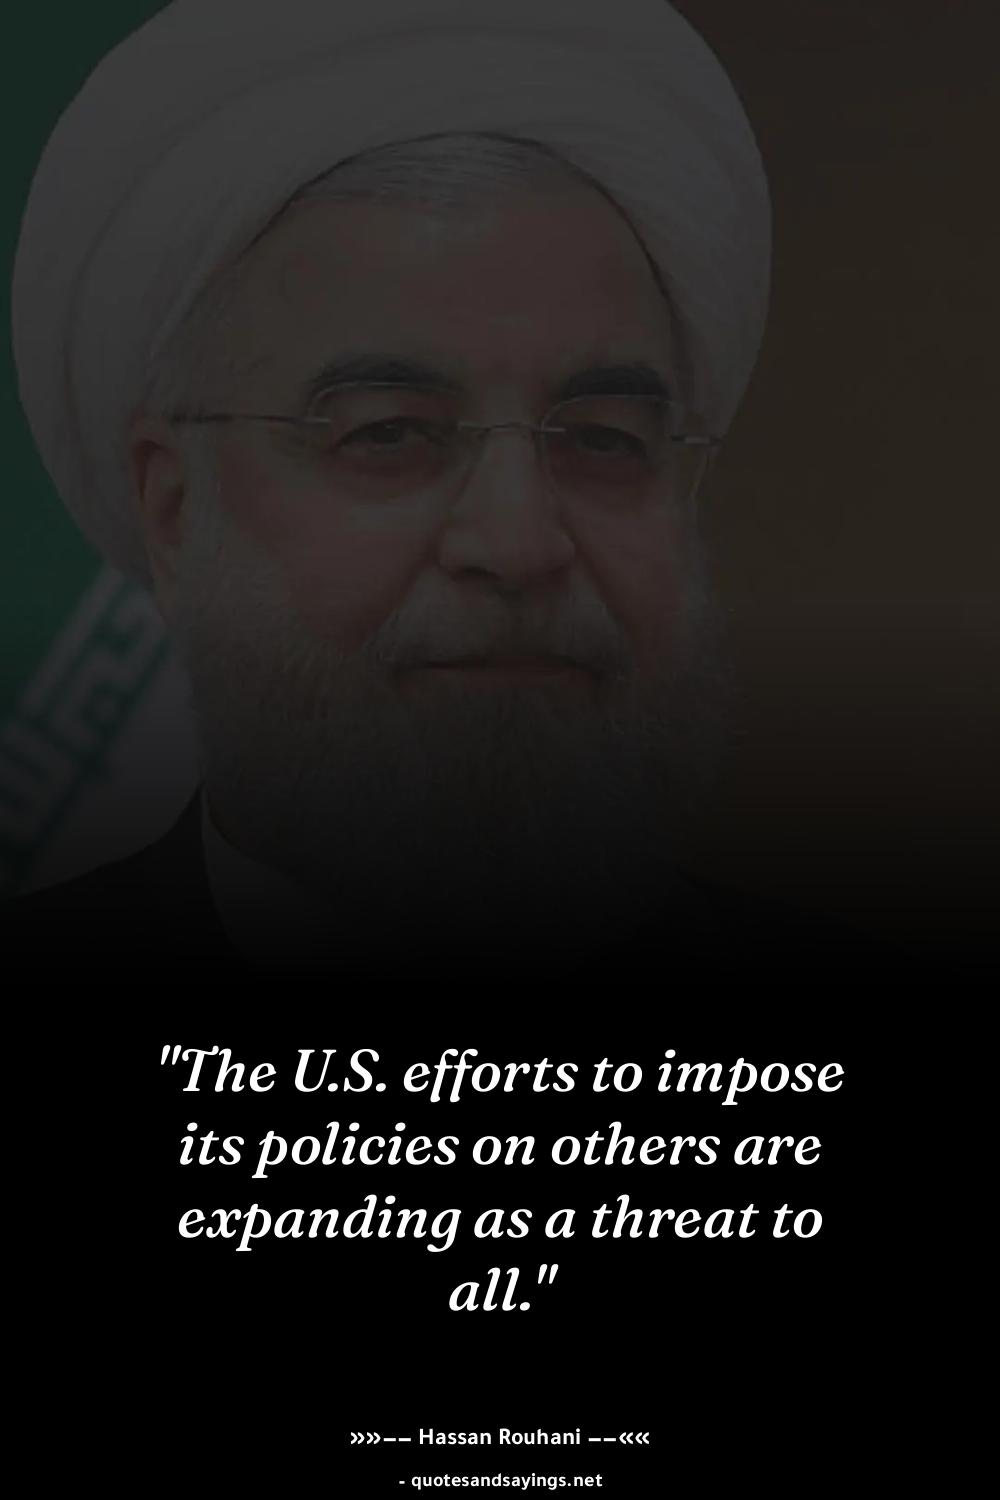 "The U.S. efforts to impose
its policies on others are
expanding as a threat to
all."
»»−− Hassan Rouhani −−««
- quotesandsayings.net